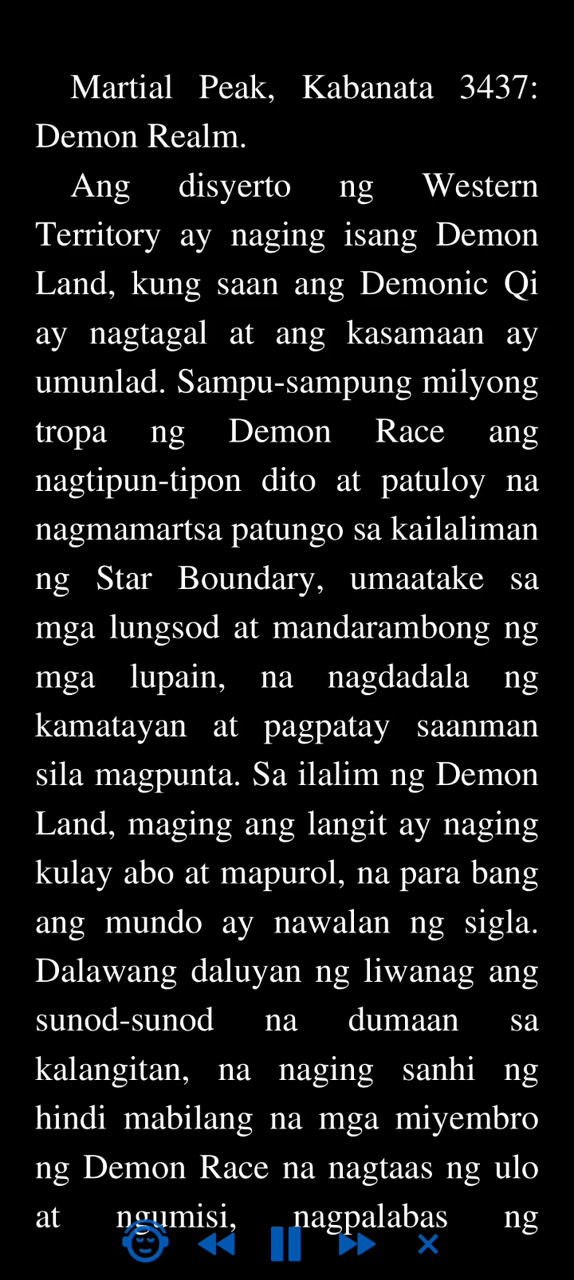 Martial Peak, Kabanata 3437:
Demon Realm.
Ang disyerto ng Western
Territory ay naging isang Demon
Land, kung saan ang Demonic Qi
ay nagtagal at ang kasamaan ay
umunlad. Sampu-sampung milyong
tropa ng Demon Race ang
nagtipun-tipon dito at patuloy na
nagmamartsa patungo sa kailaliman
ng Star Boundary, umaatake sa
mga lungsod at mandarambong ng
mga lupain, na nagdadala ng
kamatayan at pagpatay saanman
sila magpunta. Sa ilalim ng Demon
Land, maging ang langit ay naging
kulay abo at mapurol, na para bang
ang mundo ay nawalan ng sigla.
Dalawang daluyan ng liwanag ang
sunod-sunod na dumaan sa
kalangitan, na naging sanhi ng
hindi mabilang na mga miyembro
ng Demon Race na nagtaas ng ulo
at ngumisi, nagpalabas ng